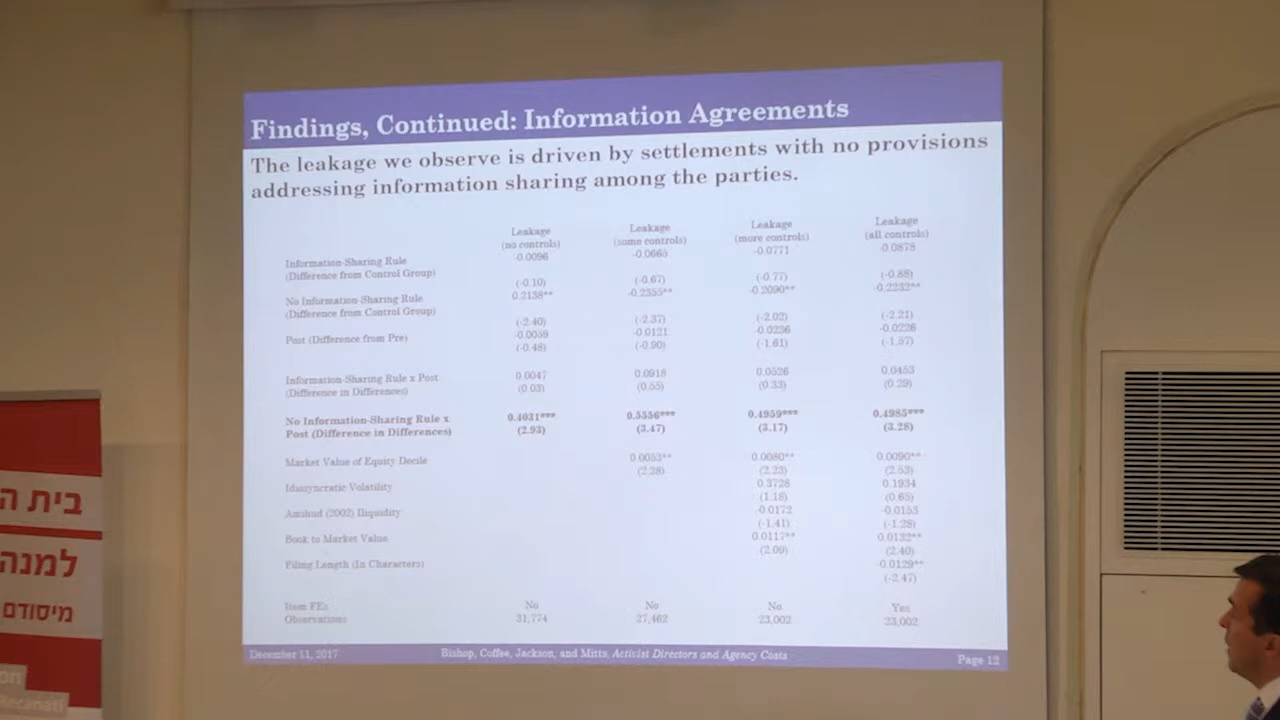 Findings, Continued: Information Agreements
The leakage we observe is driven by settlements with no provisions
addressing information sharing among the parties.
Leakage (no controls) Leakage (some controls) Leakage (more controls) Leakage (all controls)
Information-Sharing Rule (Difference from Control Group) -0.0096 -0.0665 -0.0771 -0.0878
(-0.10) (-0.67) (-0.77) (-0.88)
No Information-Sharing Rule (Difference from Control Group) 0.2138** -0.2355** -0.2090** -0.2232**
(-2.40) (-2.37) (-2.02) (-2.21)
Post (Difference from Pre) -0.0059 -0.0121 -0.0236 -0.0226
(-0.48) (-0.90) (-1.61) (-1.57)
Information-Sharing Rule x Post (Difference in Differences) 0.0047 0.0918 0.0526 0.0453
(0.03) (0.55) (0.33) (0.29)
No Information-Sharing Rule x Post (Difference in Differences) 0.4031*** 0.5556*** 0.4959*** 0.4985***
(2.93) (3.47) (3.17) (3.28)
Market Value of Equity Decile 0.0053** 0.0080** 0.0090**
(2.28) (2.23) (2.53)
Idiosyncratic Volatility 0.3728 0.1934
(1.18) (0.65)
Amihud (2002) Iliquidity -0.0172 -0.0153
(-1.41) (-1.28)
Book to Market Value 0.0117** 0.0132**
(2.09) (2.40)
Filing Length (In Characters) -0.0129**
(-2.47)
Item FEs No No No Yes
Observations 31,774 27,462 23,002 23,002
December 11, 2017 Bishop, Coffee, Jackson, and Mitts, Activist Directors and Agency Costs Page 12
בית ה
למנה
מיסודם
Recanati